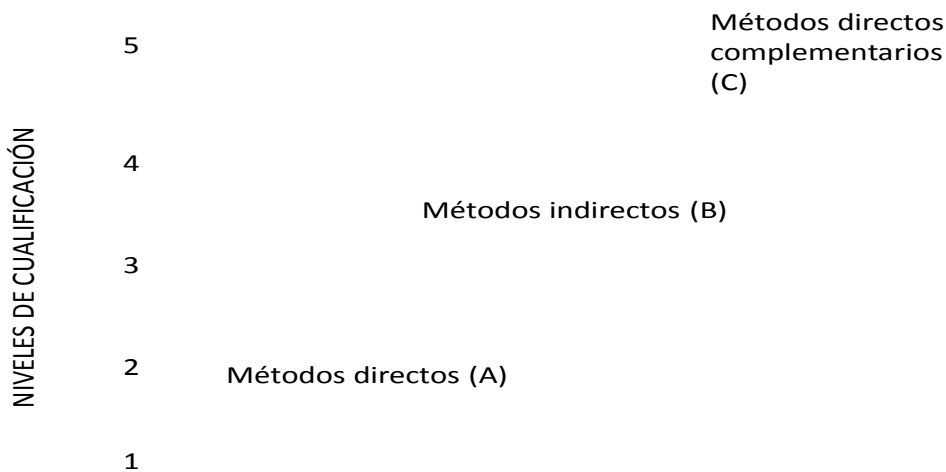 NIVELES DE CUALIFICACIÓN
5
Métodos directos
complementarios
(C)
4
Métodos indirectos (B)
3
2
Métodos directos (A)
1